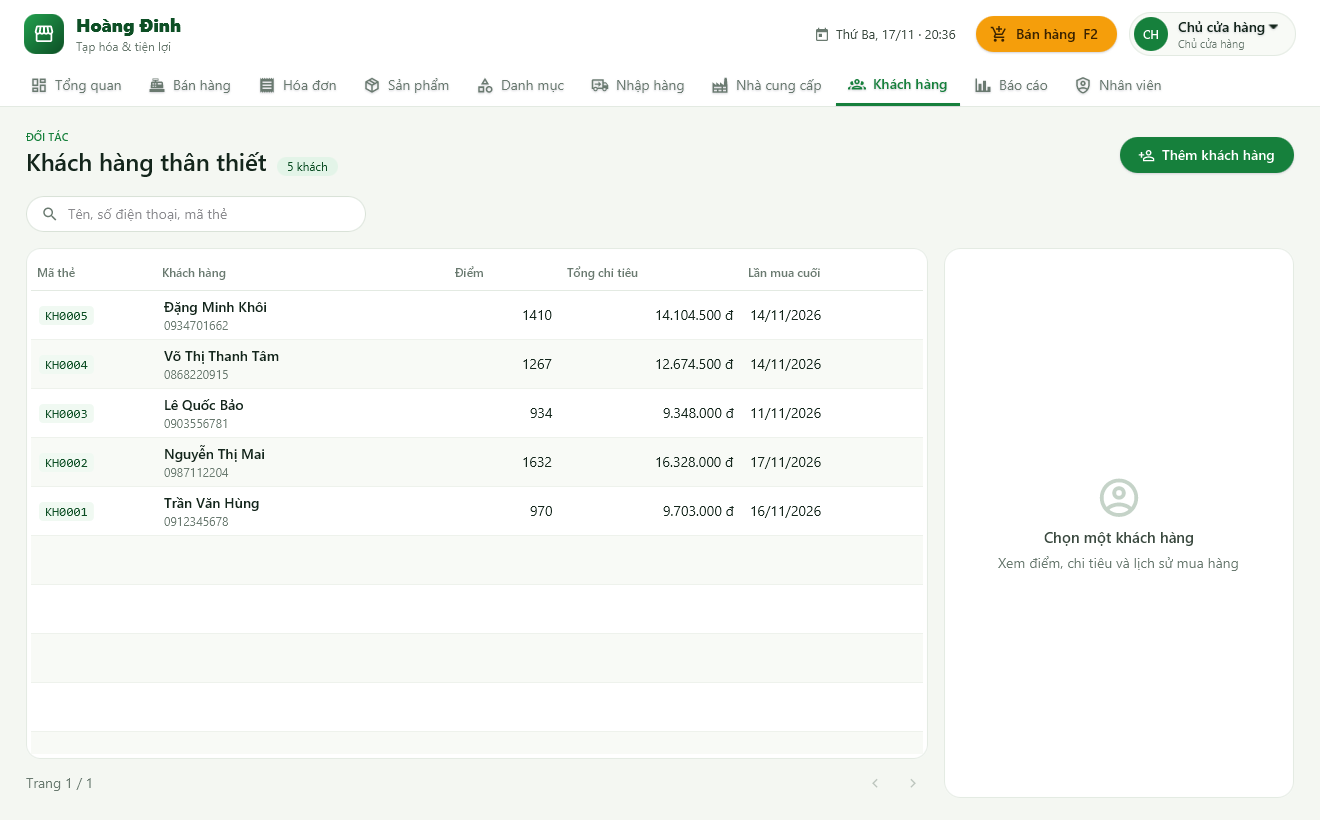 Hoàng Đinh
Tạp hóa & tiện lợi
Thứ Ba, 17/11 · 20:36
Bán hàng F2
CH
Chủ cửa hàng
Chủ cửa hàng
Tổng quan
Bán hàng
Hóa đơn
Sản phẩm
Danh mục
Nhập hàng
Nhà cung cấp
Khách hàng
Báo cáo
Nhân viên
ĐỐI TÁC
Khách hàng thân thiết
5 khách
Thêm khách hàng
Tên, số điện thoại, mã thẻ
Mã thẻ Khách hàng Điểm Tổng chi tiêu Lần mua cuối
KH0005 Đặng Minh Khôi 1410 14.104.500 đ 14/11/2026
0934701662
KH0004 Võ Thị Thanh Tâm 1267 12.674.500 đ 14/11/2026
0868220915
KH0003 Lê Quốc Bảo 934 9.348.000 đ 11/11/2026
0903556781
KH0002 Nguyễn Thị Mai 1632 16.328.000 đ 17/11/2026
0987112204
KH0001 Trần Văn Hùng 970 9.703.000 đ 16/11/2026
0912345678
Chọn một khách hàng
Xem điểm, chi tiêu và lịch sử mua hàng
Trang 1 / 1